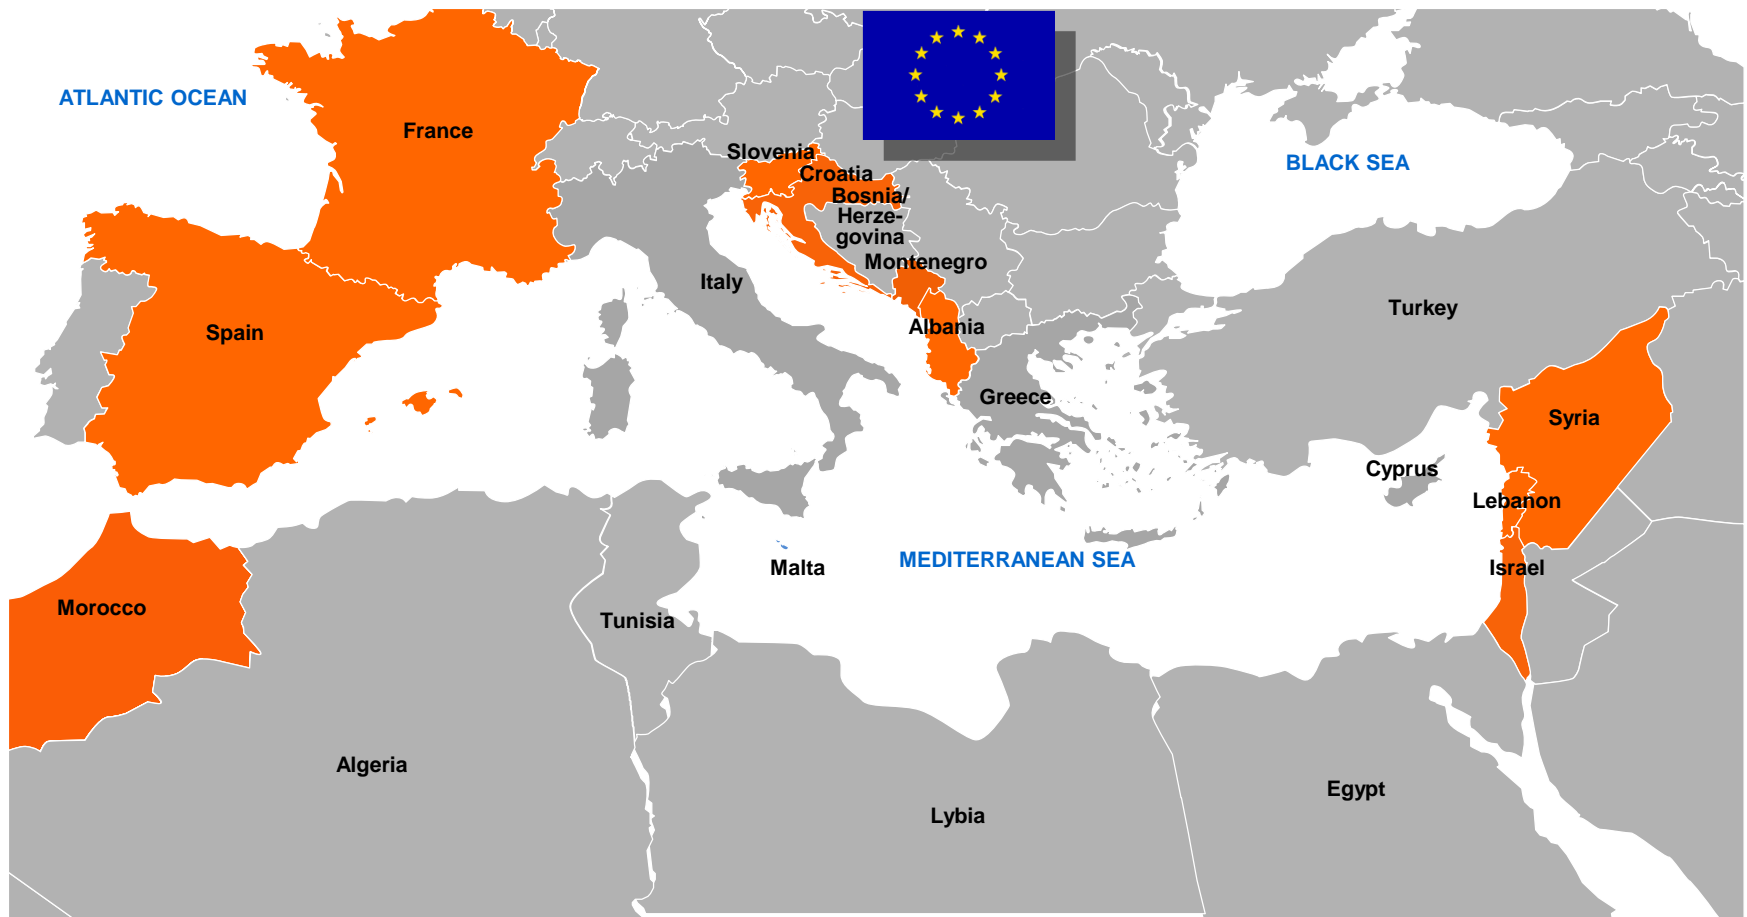 ATLANTIC OCEAN
France
Slovenia
Croatia
Bosnia/
Herze-
govina
Montenegro
BLACK SEA
Italy
Spain
Albania
Turkey
Greece
Syria
Cyprus
Lebanon
MEDITERRANEAN SEA
Malta
Israel
Morocco
Tunisia
Algeria
Lybia
Egypt